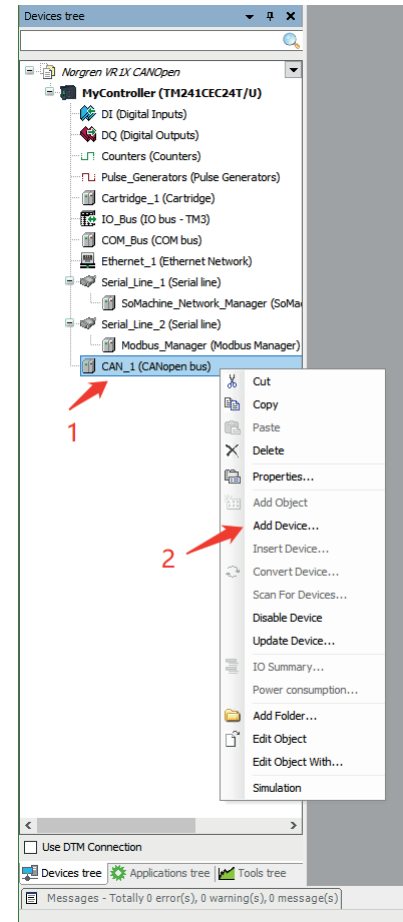 Devices tree
Norgren VR1X CANOpen
MyController (TM241CEC24T/U)
DI (Digital Inputs)
DQ (Digital Outputs)
Counters (Counters)
Pulse_Generators (Pulse Generators)
Cartridge_1 (Cartridge)
IO_Bus (IO bus - TM3)
COM_Bus (COM bus)
Ethernet_1 (Ethernet Network)
Serial_Line_1 (Serial line)
SoMachine_Network_Manager (SoMa
Serial_Line_2 (Serial line)
Modbus_Manager (Modbus Manager)
CAN_1 (CANopen bus)
1
Cut
Copy
Paste
Delete
Properties...
Add Object
2
Add Device...
Insert Device...
Convert Device...
Scan For Devices...
Disable Device
Update Device...
IO Summary...
Power consumption...
Add Folder...
Edit Object
Edit Object With...
Simulation
Use DTM Connection
Devices tree Applications tree Tools tree
Messages - Totally 0 error(s), 0 warning(s), 0 message(s)